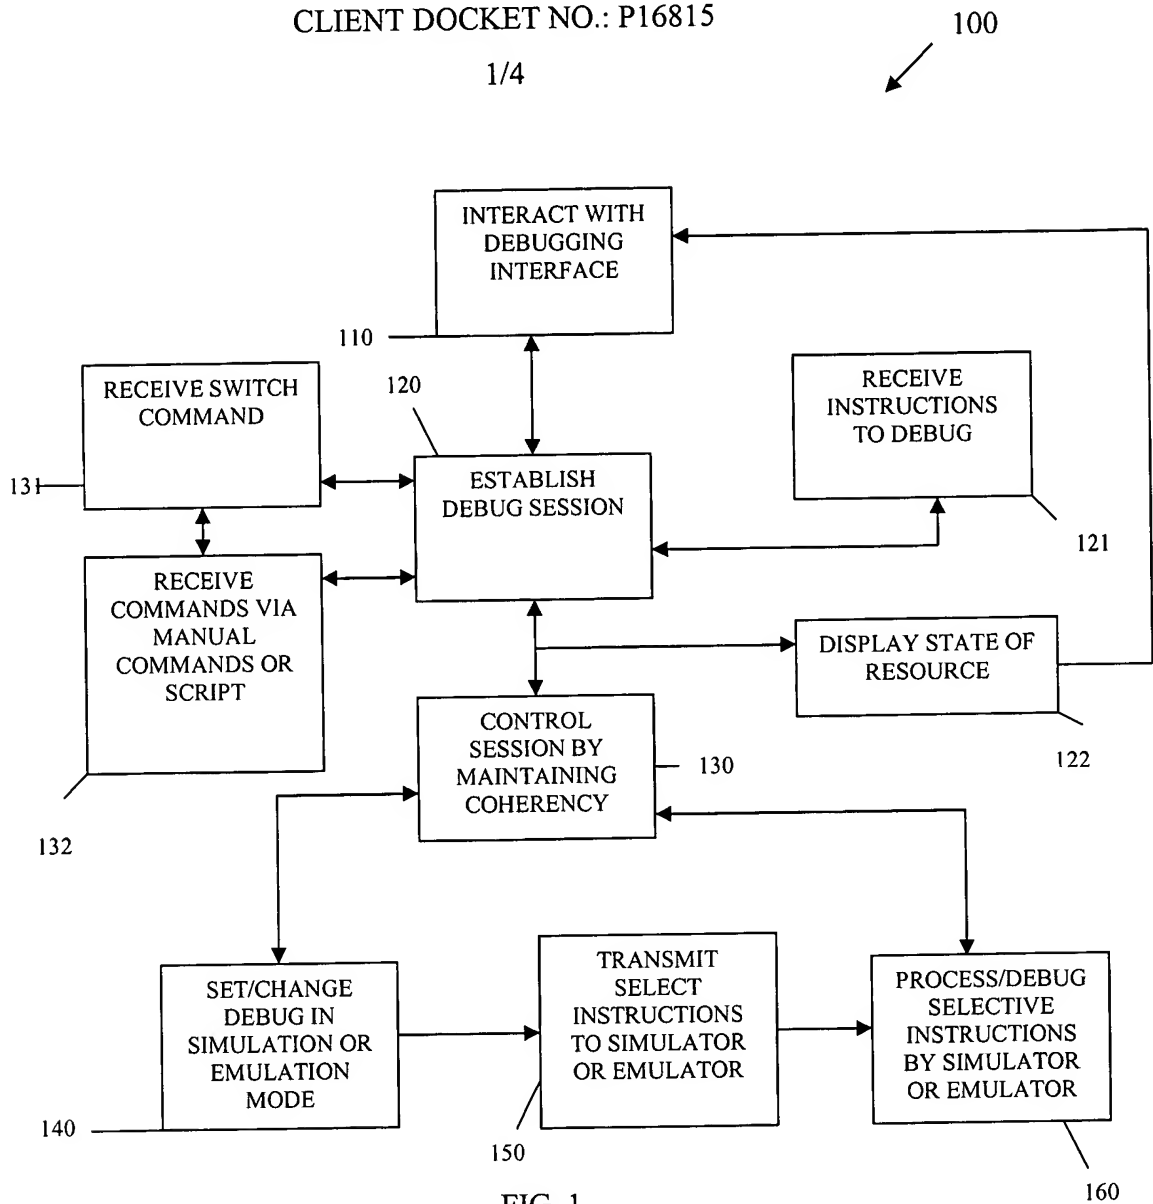 CLIENT DOCKET NO.: P16815
100
1/4
INTERACT WITH
DEBUGGING
INTERFACE
110
120
RECEIVE SWITCH
COMMAND
131
RECEIVE
INSTRUCTIONS
TO DEBUG
121
ESTABLISH
DEBUG SESSION
RECEIVE
COMMANDS VIA
MANUAL
COMMANDS OR
SCRIPT
132
DISPLAY STATE OF
RESOURCE
122
CONTROL
SESSION BY
MAINTAINING
COHERENCY
130
SET/CHANGE
DEBUG IN
SIMULATION OR
EMULATION
MODE
140
TRANSMIT
SELECT
INSTRUCTIONS
TO SIMULATOR
OR EMULATOR
150
PROCESS/DEBUG
SELECTIVE
INSTRUCTIONS
BY SIMULATOR
OR EMULATOR
160
FIG. 1